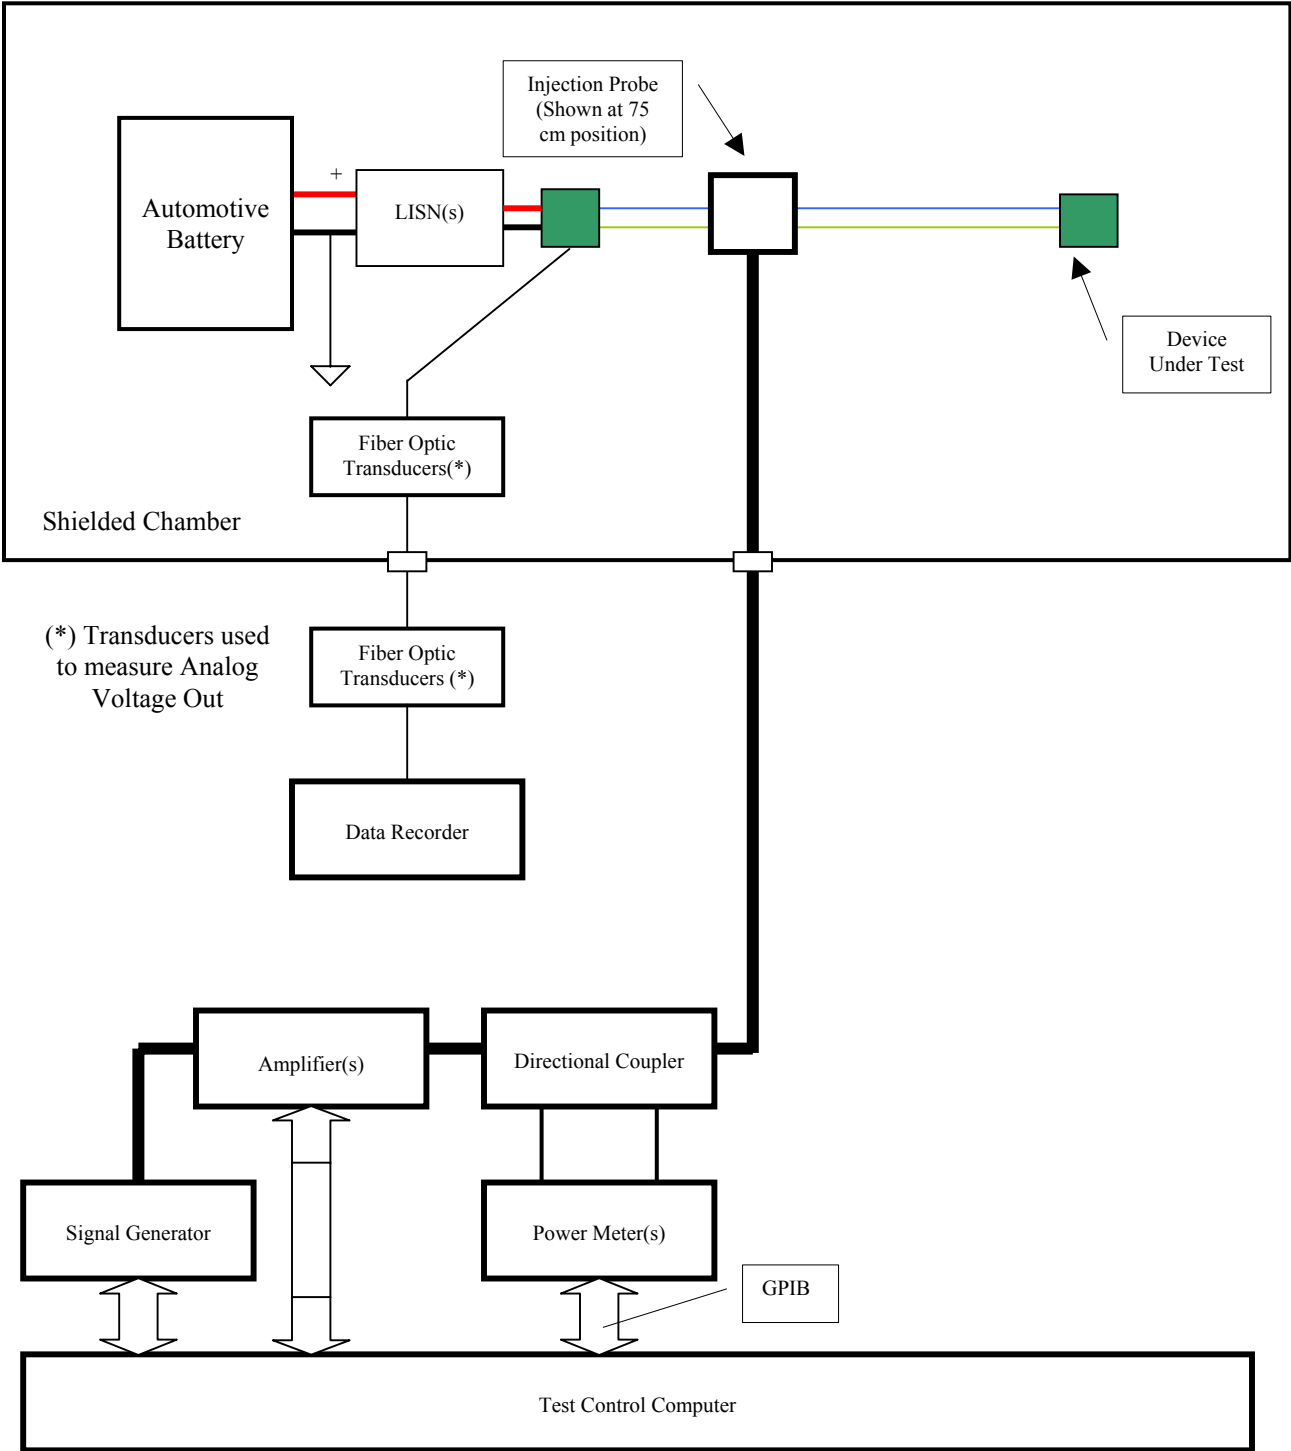 Injection Probe
(Shown at 75
cm position)
+
Automotive
Battery
LISN(s)
Device
Under Test
Fiber Optic
Transducers(*)
Shielded Chamber
(*) Transducers used
to measure Analog
Voltage Out
Fiber Optic
Transducers (*)
Data Recorder
Amplifier(s)
Directional Coupler
Signal Generator
Power Meter(s)
GPIB
Test Control Computer